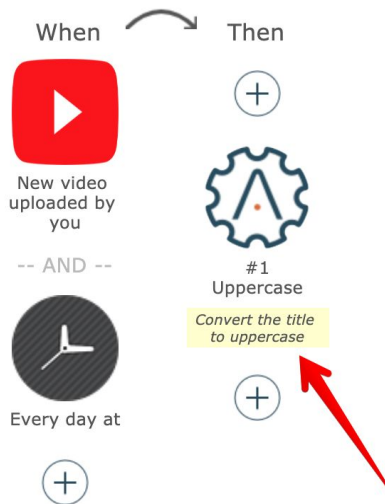 When
Then
New video
uploaded by
you
-- AND --
Every day at
#1
Uppercase
Convert the title
to uppercase